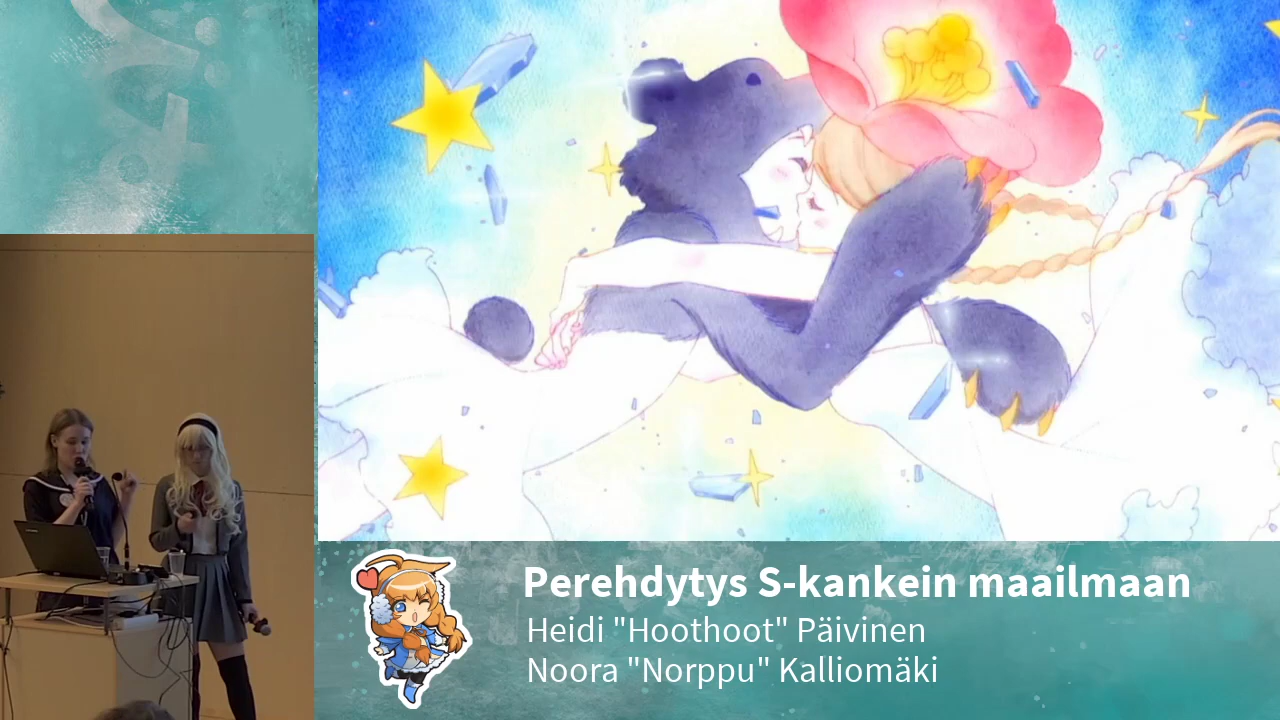 Perehdytys S-kankein maailmaan
Heidi "Hoothoot" Päivinen
Noora "Norppu" Kalliomäki